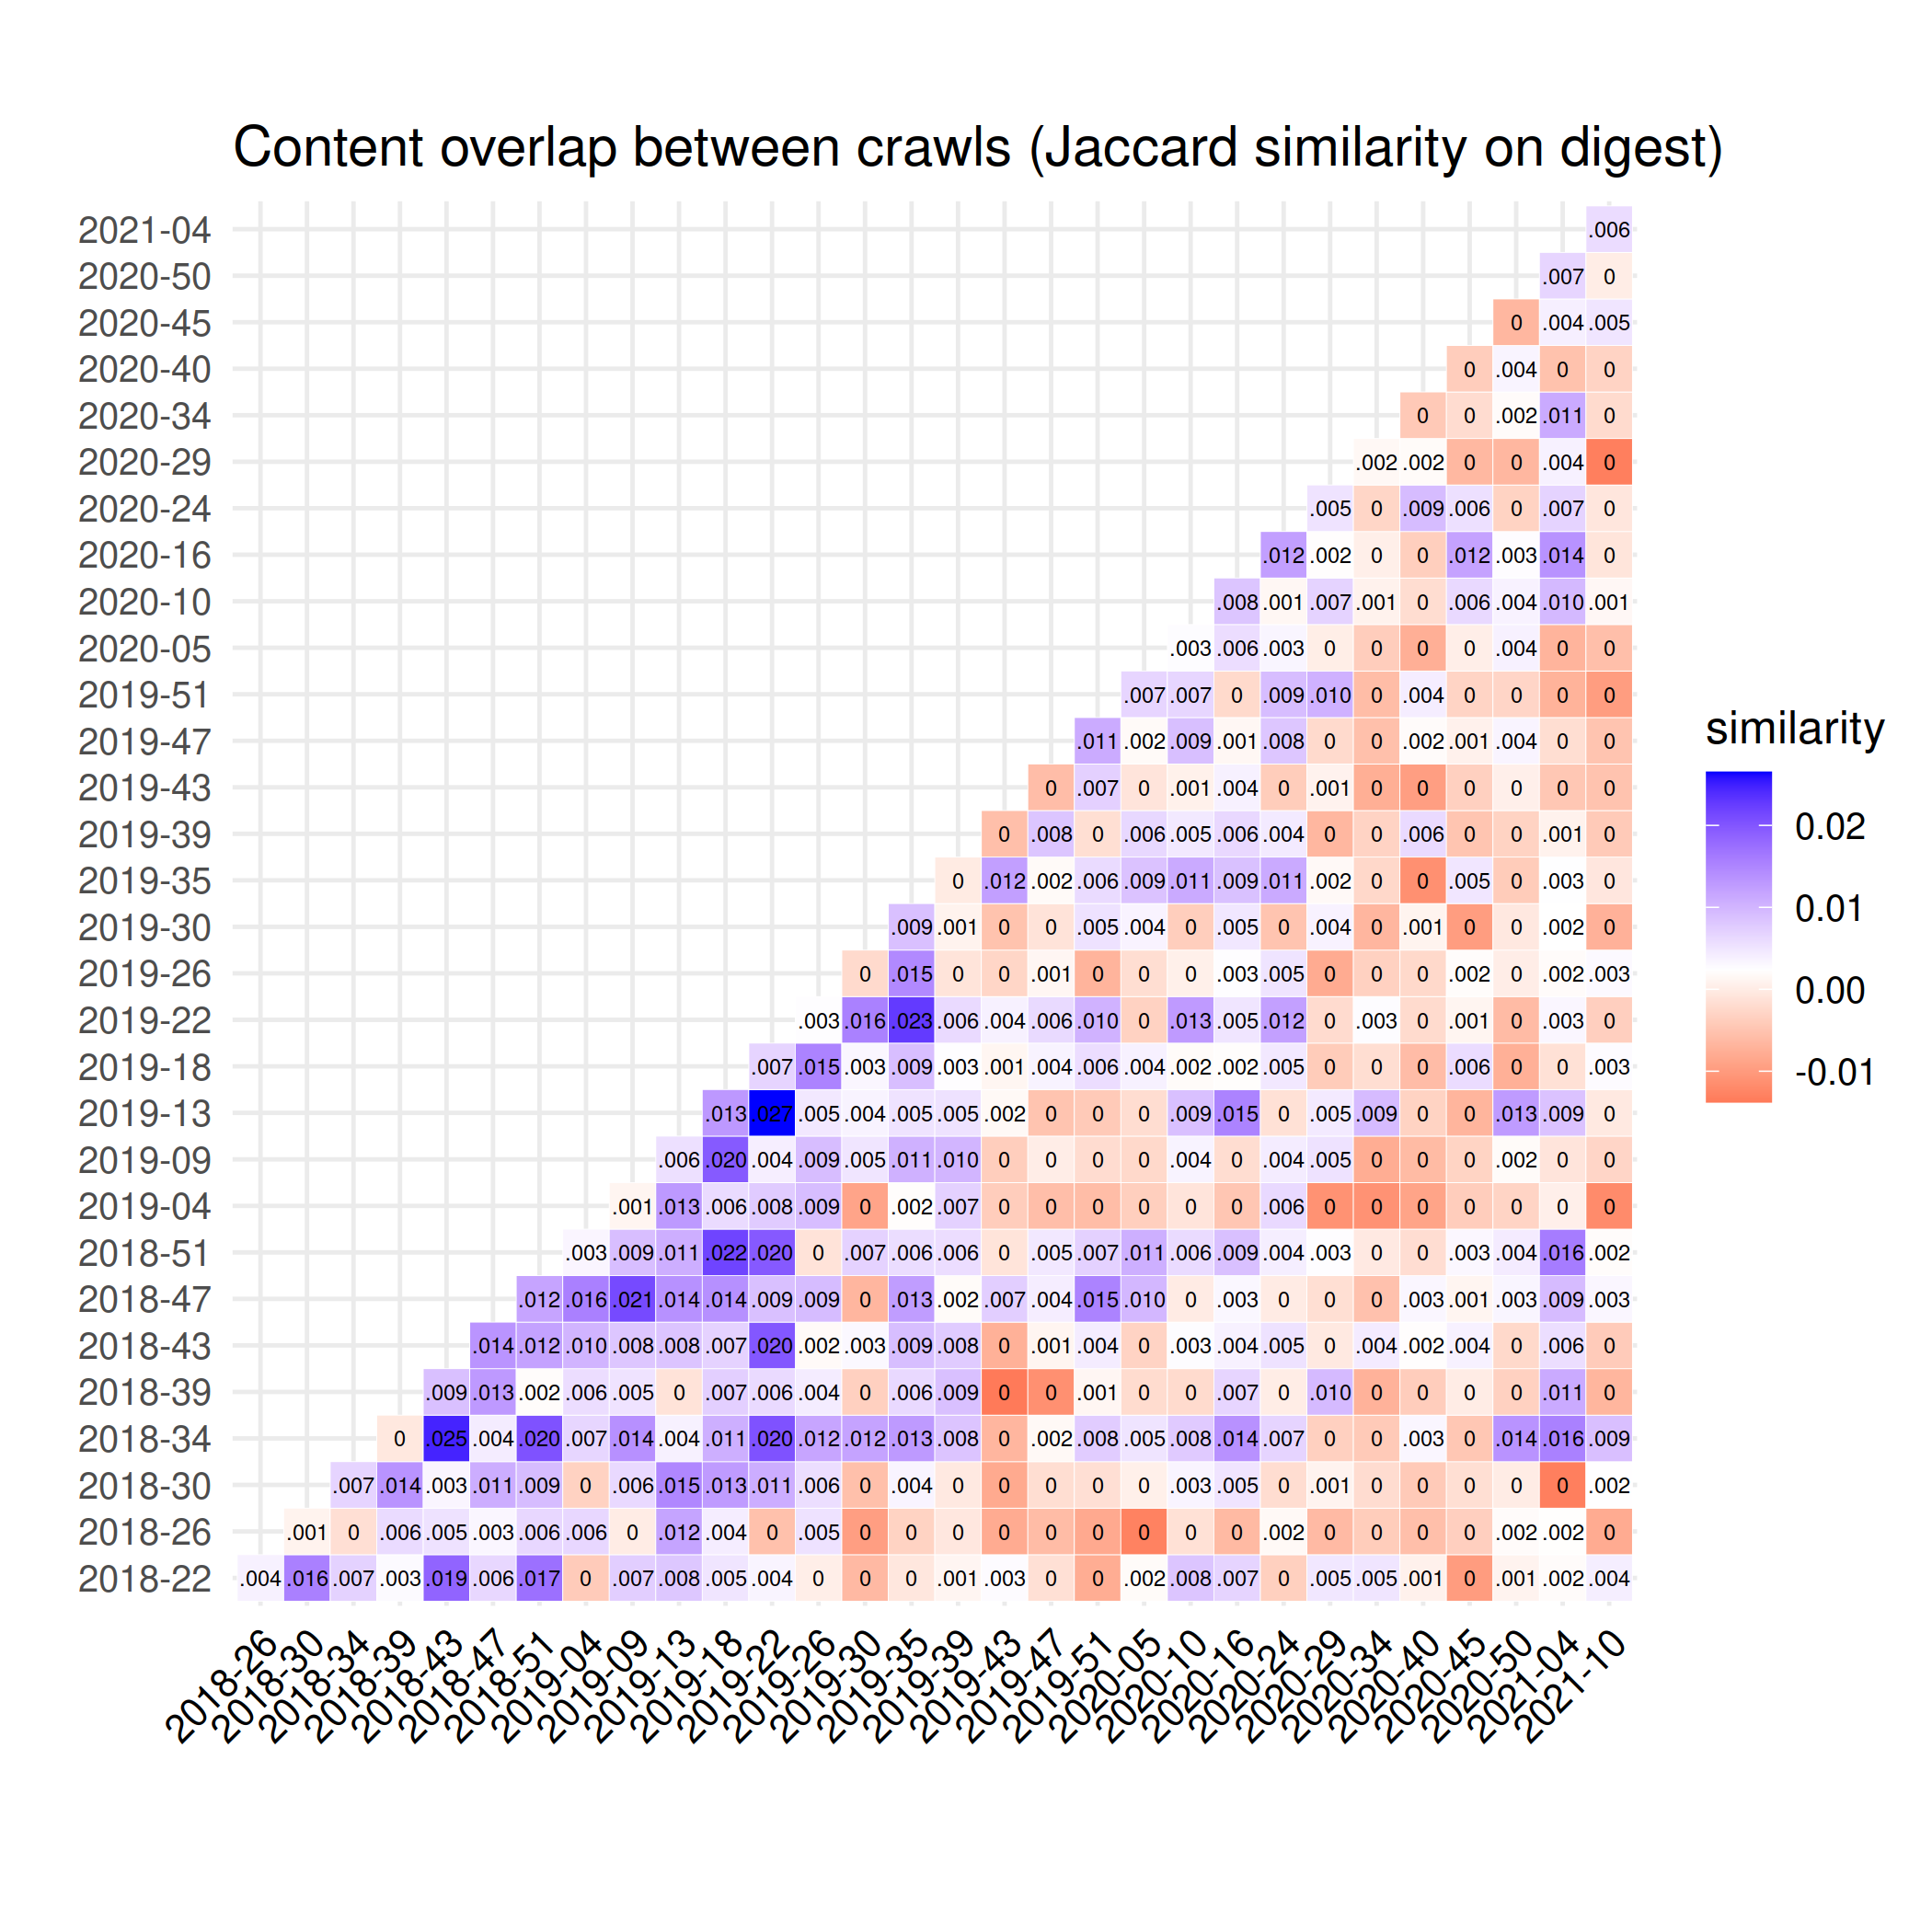 Content overlap between crawls (Jaccard similarity on digest)
2021-04 .006
2020-50 .007 0
2020-45 0 .004 .005
2020-40 0 .004 0 0
2020-34 0 0 .002 .011 0
2020-29 .002 .002 0 0 .004 0
2020-24 .005 0 .009 .006 0 .007 0
2020-16 .012 .002 0 0 .012 .003 .014 0
2020-10 .008 .001 .007 .001 0 .006 .004 .010 .001
2020-05 .003 .006 .003 0 0 0 0 .004 0 0
2019-51 .007 .007 0 .009 .010 0 .004 0 0 0 0
2019-47 .011 .002 .009 .001 .008 0 0 .002 .001 .004 0 0
2019-43 0 .007 0 .001 .004 0 .001 0 0 0 0 0 0
2019-39 0 .008 0 .006 .005 .006 .004 0 0 .006 0 0 .001 0
2019-35 0 .012 .002 .006 .009 .011 .009 .011 .002 0 0 .005 0 .003 0
2019-30 .009 .001 0 0 .005 .004 0 .005 0 .004 0 .001 0 0 .002 0
2019-26 0 .015 0 0 .001 0 0 0 .003 .005 0 0 0 .002 0 .002 .003
2019-22 .003 .016 .023 .006 .004 .006 .010 0 .013 .005 .012 0 .003 0 .001 0 .003 0
2019-18 .007 .015 .003 .009 .003 .001 .004 .006 .004 .002 .002 .005 0 0 0 .006 0 0 .003
2019-13 .013 .027 .005 .004 .005 .005 .002 0 0 0 .009 .015 0 .005 .009 0 0 .013 .009 0
2019-09 .006 .020 .004 .009 .005 .011 .010 0 0 0 0 .004 0 .004 .005 0 0 0 .002 0 0
2019-04 .001 .013 .006 .008 .009 0 .002 .007 0 0 0 0 0 0 .006 0 0 0 0 0 0 0
2018-51 .003 .009 .011 .022 .020 0 .007 .006 .006 0 .005 .007 .011 .006 .009 .004 .003 0 0 .003 .004 .016 .002
2018-47 .012 .016 .021 .014 .014 .009 .009 0 .013 .002 .007 .004 .015 .010 0 .003 0 0 0 .003 .001 .003 .009 .003
2018-43 .014 .012 .010 .008 .008 .007 .020 .002 .003 .009 .008 0 .001 .004 0 .003 .004 .005 0 .004 .002 .004 0 .006 0
2018-39 .009 .013 .002 .006 .005 0 .007 .006 .004 0 .006 .009 0 0 .001 0 0 .007 0 .010 0 0 0 0 .011 0
2018-34 0 .025 .004 .020 .007 .014 .004 .011 .020 .012 .012 .013 .008 0 .002 .008 .005 .008 .014 .007 0 0 .003 0 .014 .016 .009
2018-30 .007 .014 .003 .011 .009 0 .006 .015 .013 .011 .006 0 .004 0 0 0 0 0 .003 .005 0 .001 0 0 0 0 0 .002
2018-26 .001 0 .006 .005 .003 .006 .006 0 .012 .004 0 .005 0 0 0 0 0 0 0 0 0 .002 0 0 0 0 .002 .002 0
2018-22 .004 .016 .007 .003 .019 .006 .017 0 .007 .008 .005 .004 0 0 0 .001 .003 0 0 .002 .008 .007 0 .005 .005 .001 0 .001 .002 .004
2018-26
2018-30
2018-34
2018-39
2018-43
2018-47
2018-51
2019-04
2019-09
2019-13
2019-18
2019-22
2019-26
2019-30
2019-35
2019-39
2019-43
2019-47
2019-51
2020-05
2020-10
2020-16
2020-24
2020-29
2020-34
2020-40
2020-45
2020-50
2021-04
2021-10
similarity
0.02
0.01
0.00
-0.01